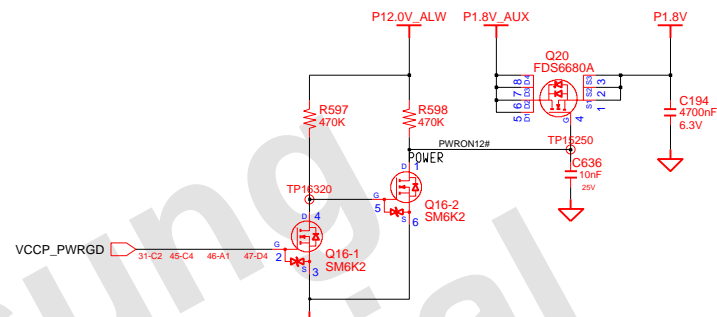 P12.0V_ALW
P1.8V_AUX
P1.8V
Q20
FDS6680A
8 D4
7 D3
6 D2
5 D1
S3 3
S2 2
S 1
G 4
R597
470K
R598
470K
C194
4700nF
6.3V
PWRON12#
TP15250
POWER
D 1
C636
10nF
25V
TP16320
G 5
Q16-2
SM6K2
S 6
D 4
VCCP_PWRGD
31-C2 45-C4 46-A1 47-D4
G 2
Q16-1
SM6K2
S 3
sung
ial